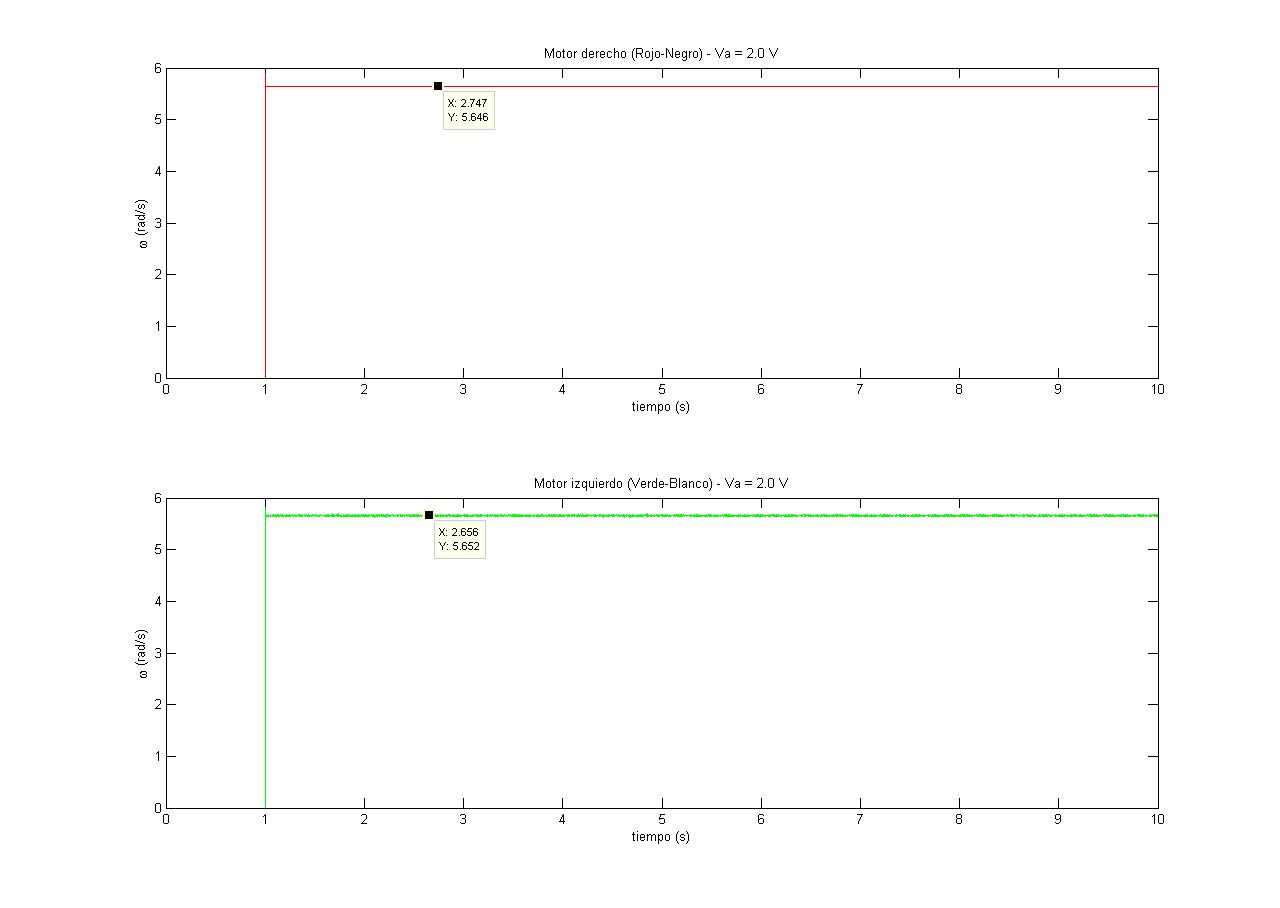 Motor derecho (Rojo-Negro) - Va = 2.0 V
6
5
4
3
2
1
0
ω (rad/s)
X: 2.747
Y: 5.646
0 1 2 3 4 5 6 7 8 9 10
tiempo (s)
Motor izquierdo (Verde-Blanco) - Va = 2.0 V
6
5
4
3
2
1
0
ω (rad/s)
X: 2.656
Y: 5.652
0 1 2 3 4 5 6 7 8 9 10
tiempo (s)